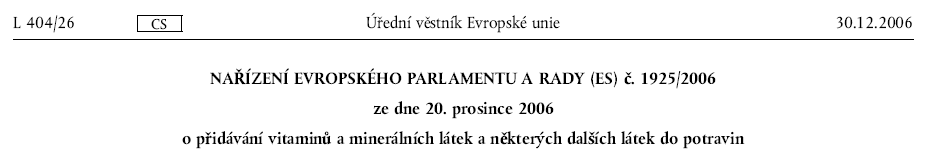 L 404/26 CS Úřední věstník Evropské unie 30.12.2006
NAŘÍZENÍ EVROPSKÉHO PARLAMENTU A RADY (ES) č. 1925/2006
ze dne 20. prosince 2006
o přidávání vitaminů a minerálních látek a některých dalších látek do potravin